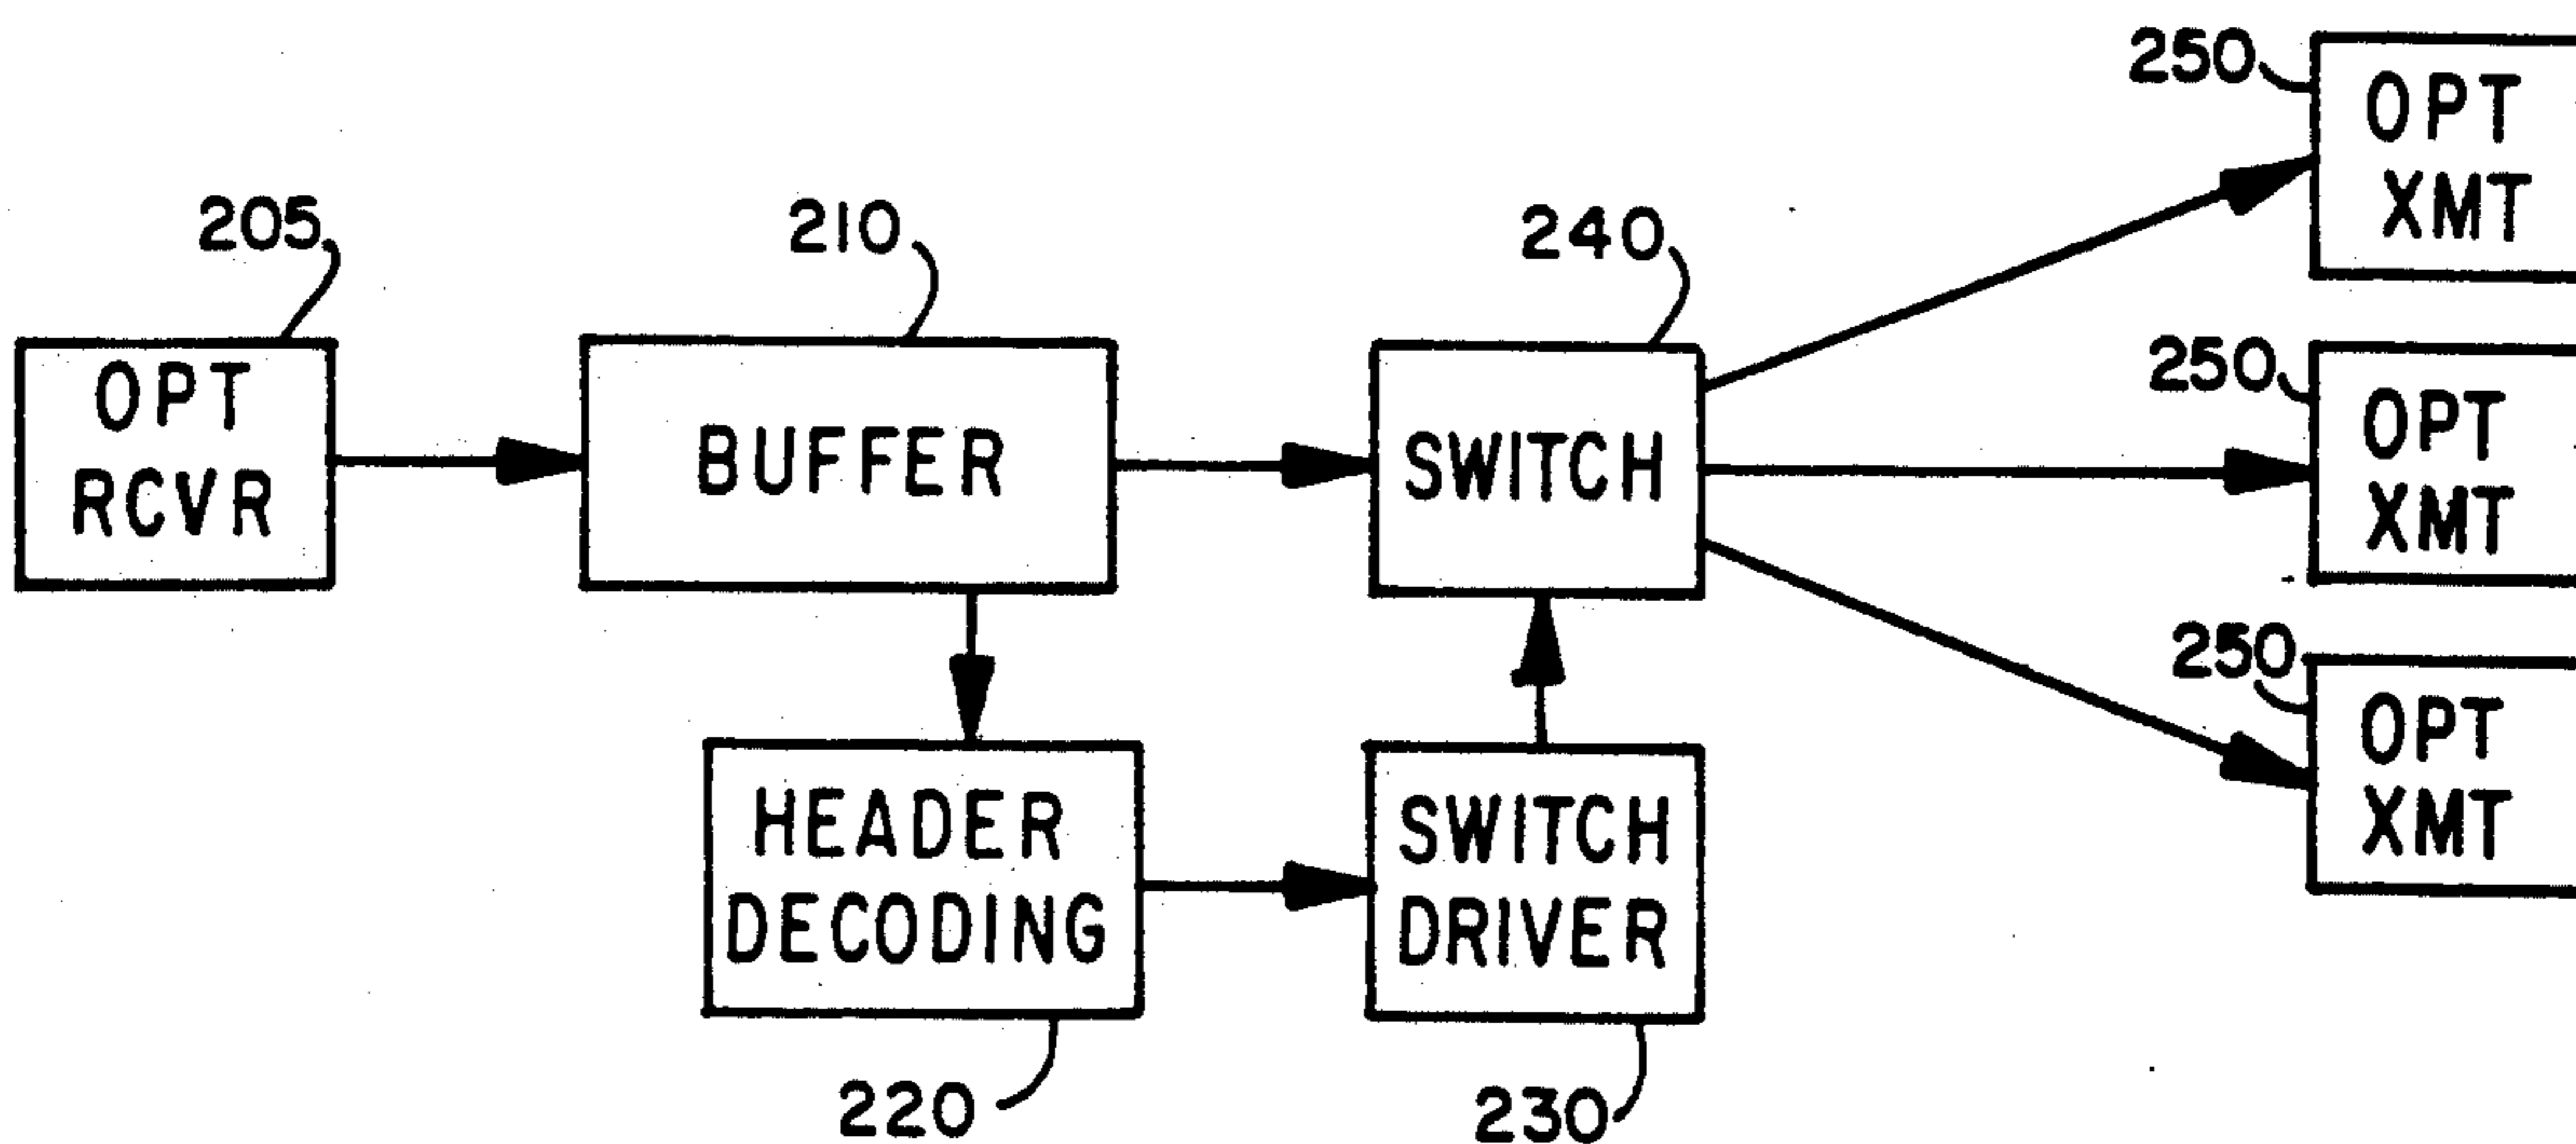 250
OPT
XMT
205
210
240
OPT
RCVR
BUFFER
SWITCH
250
OPT
XMT
250
OPT
XMT
HEADER
DECODING
SWITCH
DRIVER
220
230